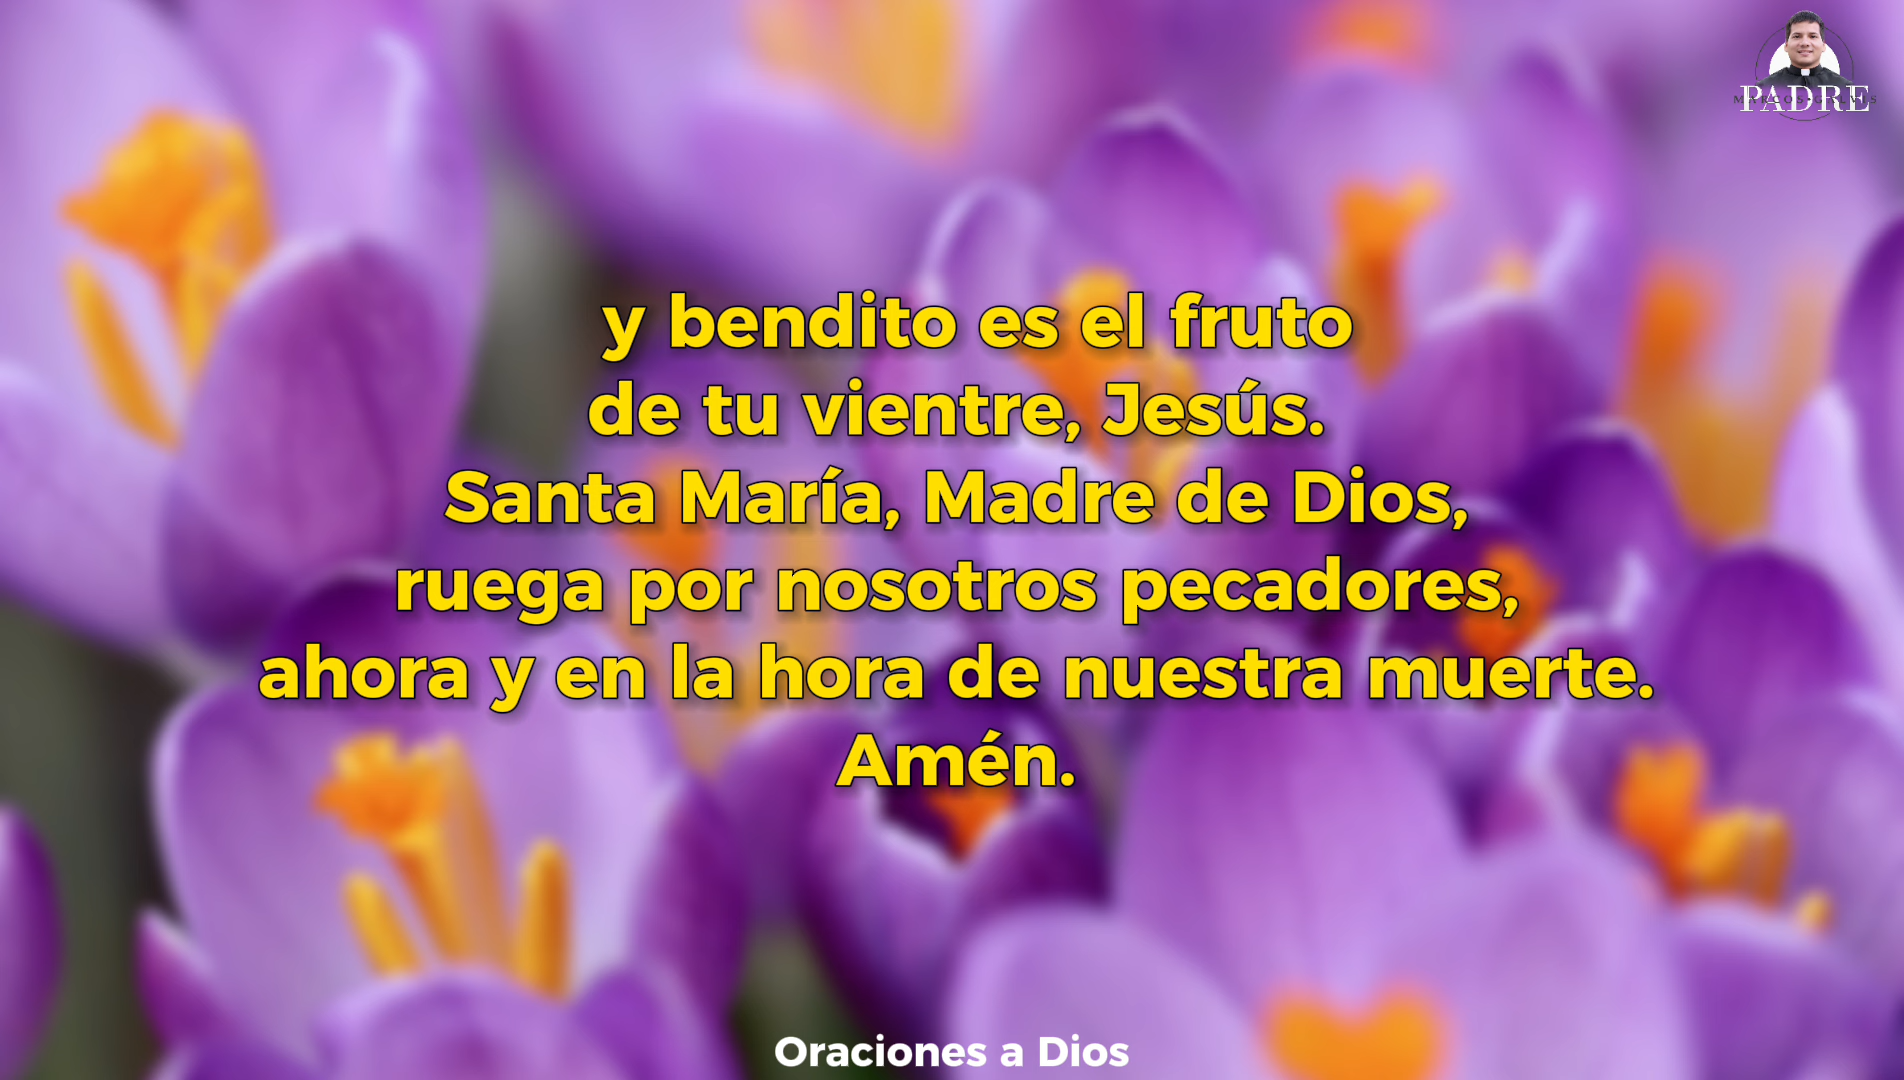 PADRE
y bendito es el fruto
de tu vientre, Jesús.
Santa María, Madre de Dios,
ruega por nosotros pecadores,
ahora y en la hora de nuestra muerte.
Amén.
Oraciones a Dios